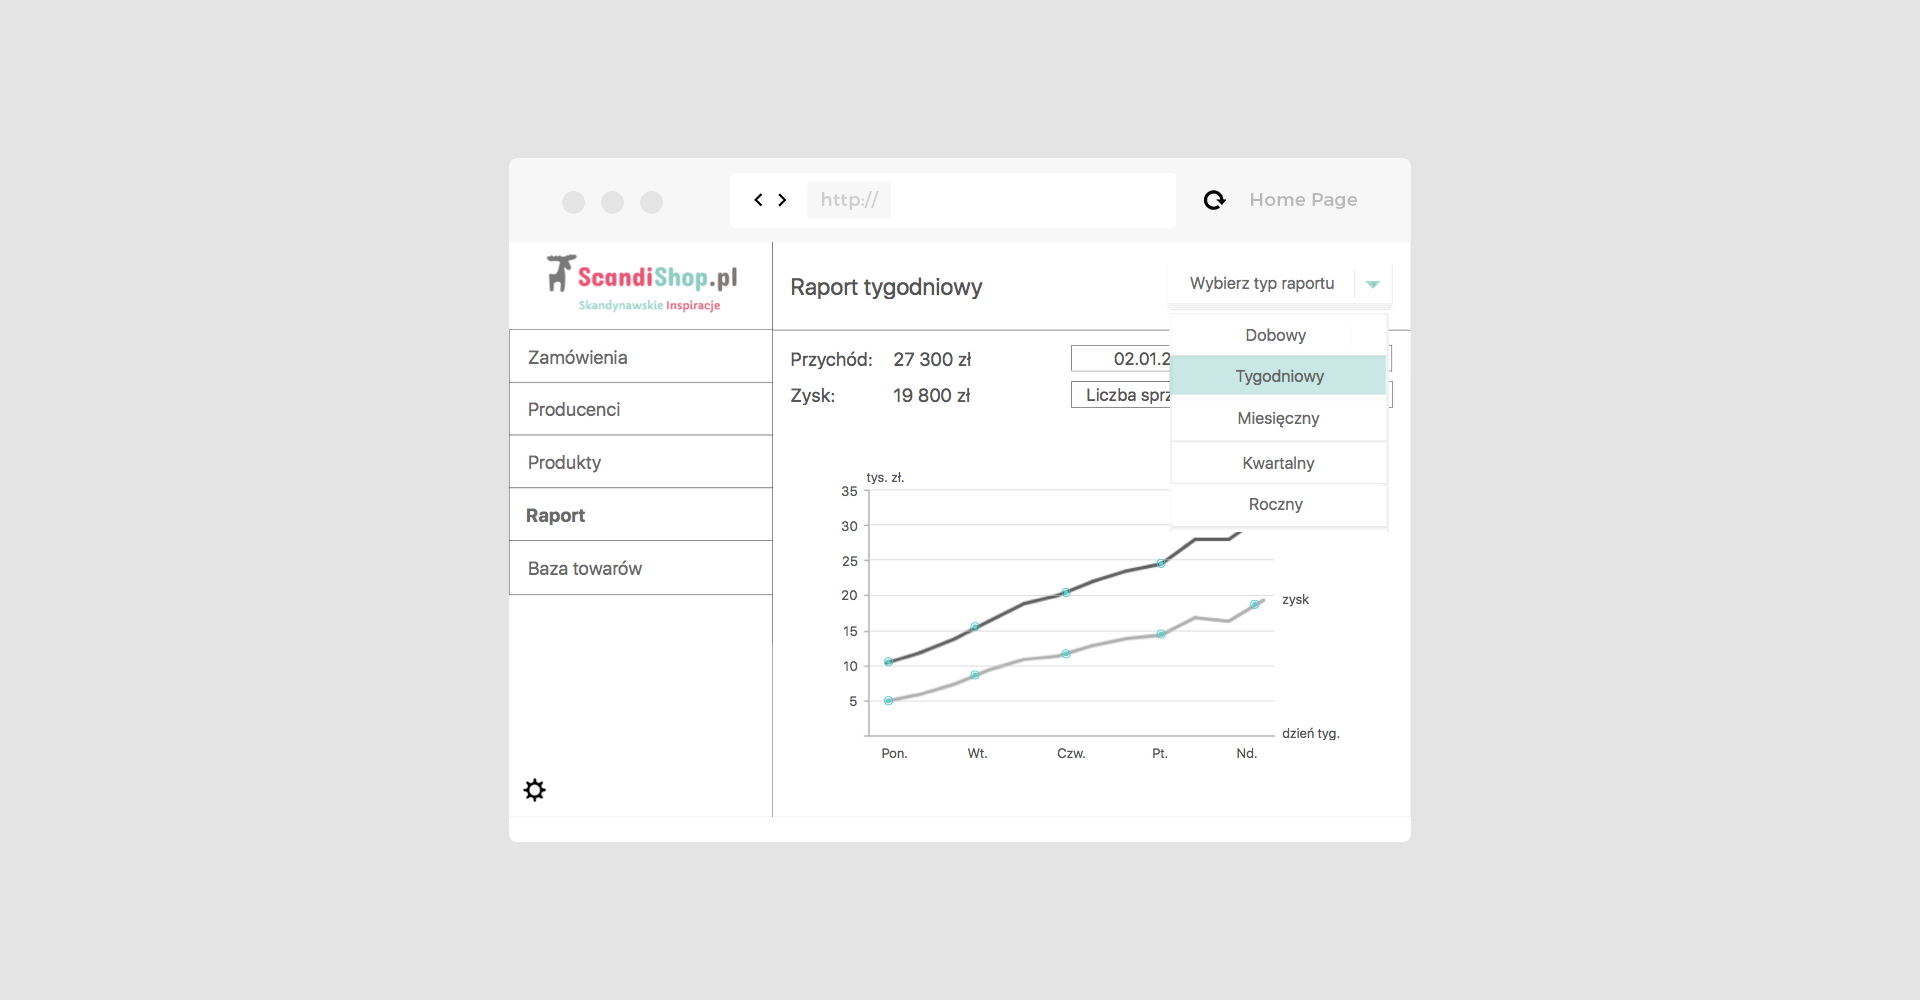 http://
Home Page
ScandiShop.pl
Skandynawskie Inspiracje
Raport tygodniowy
Wybierz typ raportu
Dobowy
Tygodniowy
Miesięczny
Kwartalny
Roczny
Zamówienia
Producenci
Produkty
Raport
Baza towarów
Przychód: 27 300 zł
Zysk: 19 800 zł
02.01.2
Liczba
tys. zł.
35
30
25
20
15
10
5
zysk
dzień tyg.
Pon. Wt. Czw. Pt. Nd.